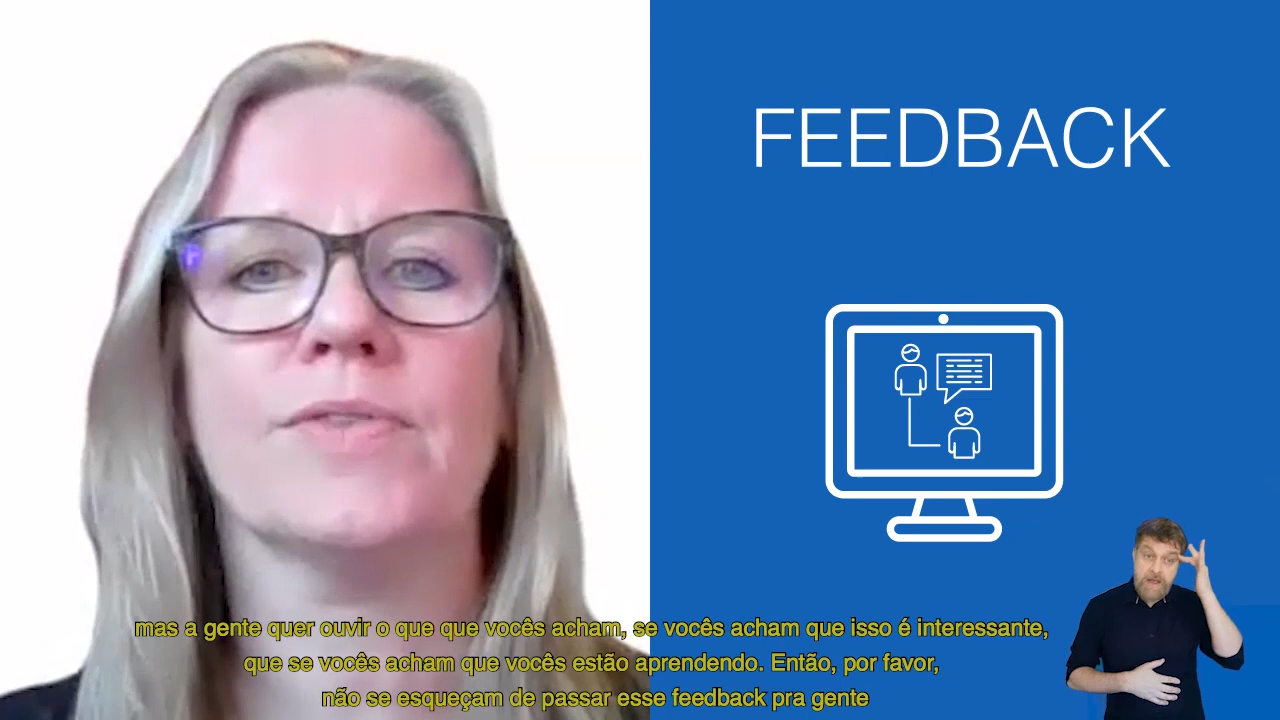 FEEDBACK
mas a gente quer ouvir o que que vocês acham, se vocês acham que isso é interessante,
que se vocês acham que vocês estão aprendendo. Então, por favor,
não se esqueçam de passar esse feedback pra gente